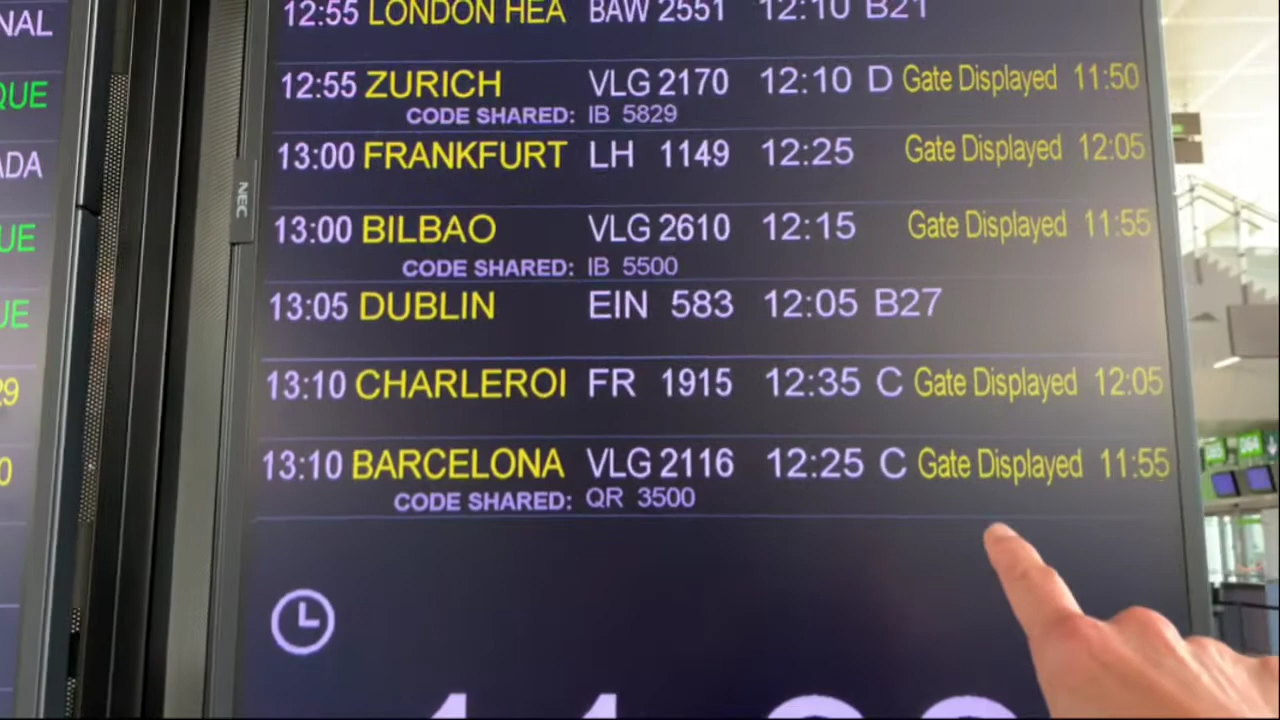 NAL
QUE
ADA
UE
UE
29
0
NEC
12:55 LONDON HEA BAW 2551 12:10 B21
12:55 ZURICH VLG 2170 12:10 D Gate Displayed 11:50
CODE SHARED: IB 5829
13:00 FRANKFURT LH 1149 12:25 Gate Displayed 12:05
13:00 BILBAO VLG 2610 12:15 Gate Displayed 11:55
CODE SHARED: IB 5500
13:05 DUBLIN EIN 583 12:05 B27
13:10 CHARLEROI FR 1915 12:35 C Gate Displayed 12:05
13:10 BARCELONA VLG 2116 12:25 C Gate Displayed 11:55
CODE SHARED: QR 3500